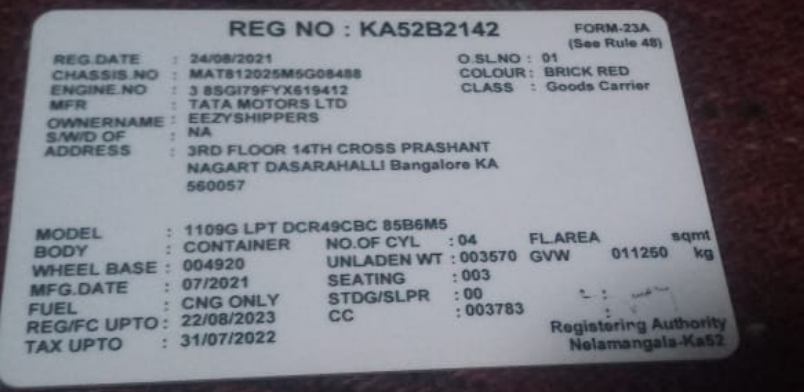 REG NO : KA52B2142
FORM-23A
(See Rule 48)
REG.DATE : 24/08/2021 O.SL.NO : 01
CHASSIS.NO : MAT812025M5G08488 COLOUR : BRICK RED
ENGINE.NO : 3 8SGI79FYX619412 CLASS : Goods Carrier
MFR : TATA MOTORS LTD
OWNERNAME : EEZYSHIPPERS
S/W/D OF : NA
ADDRESS : 3RD FLOOR 14TH CROSS PRASHANT
NAGART DASARAHALLI Bangalore KA
560057
MODEL : 1109G LPT DCR49CBC 85B6M5
BODY : CONTAINER NO.OF CYL : 04 FL.AREA sqmt
WHEEL BASE : 004920 UNLADEN WT : 003570 GVW 011250 kg
MFG.DATE : 07/2021 SEATING : 003
FUEL : CNG ONLY STDG/SLPR : 00
REG/FC UPTO : 22/08/2023 CC : 003783
TAX UPTO : 31/07/2022
Registering Authority
Nelamangala-Ka52